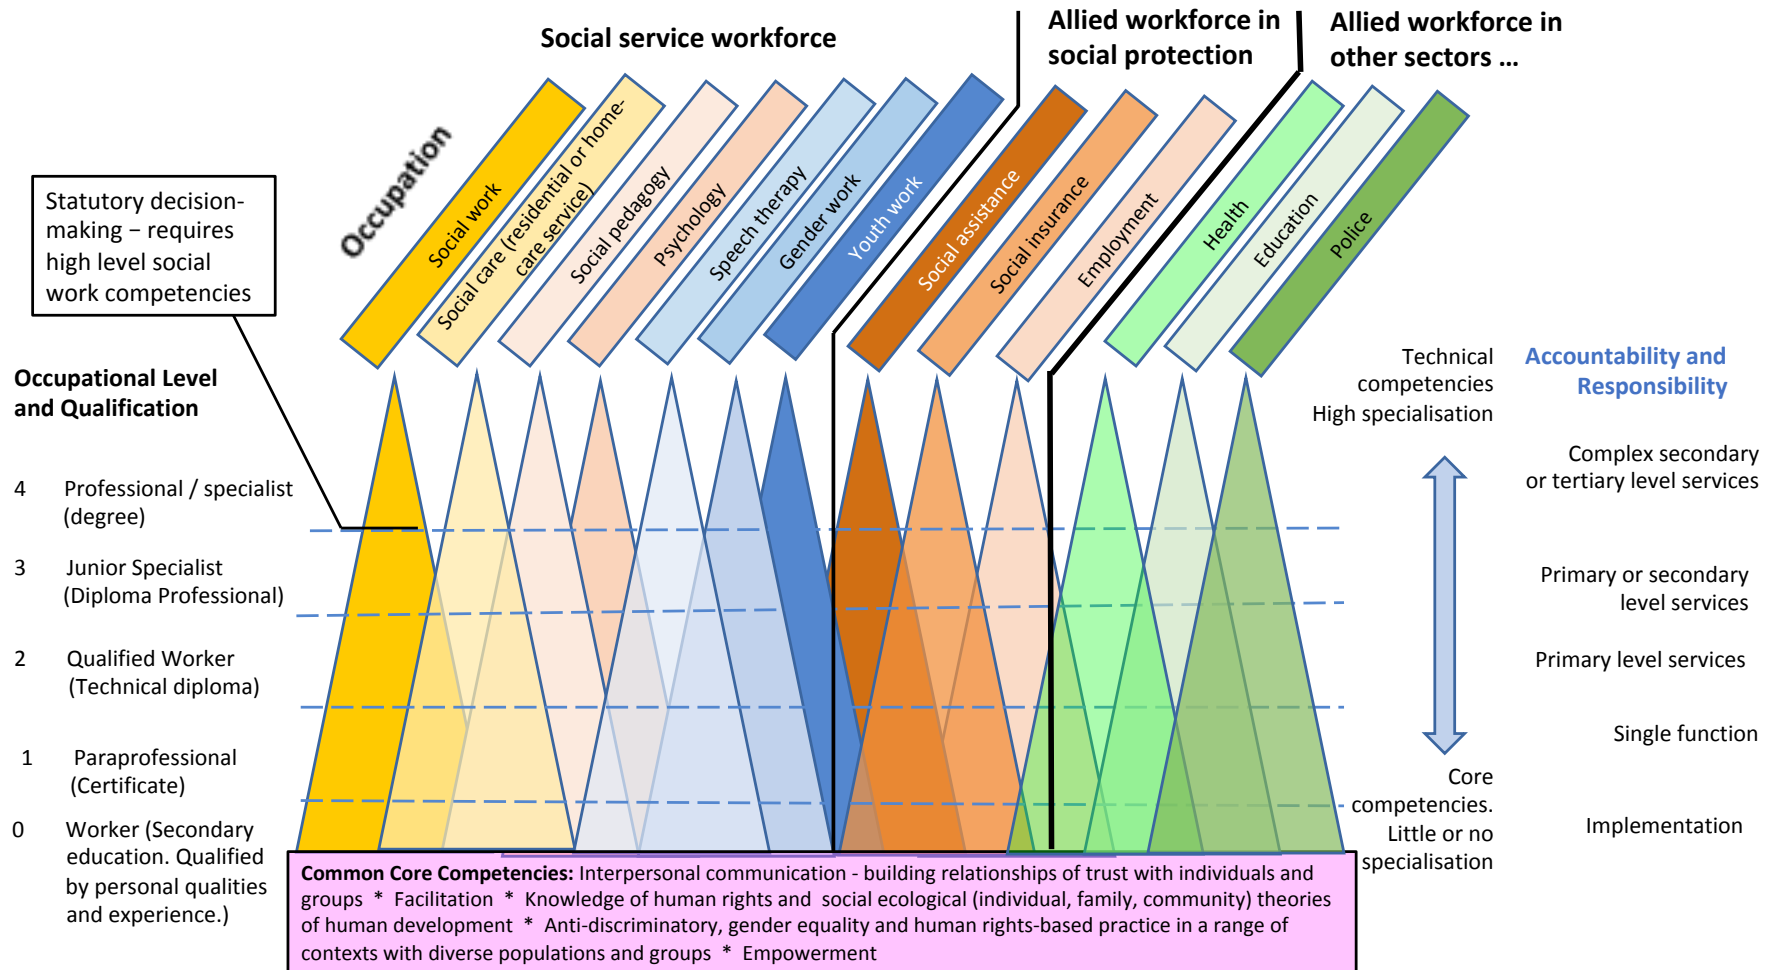 Social service workforce
Allied workforce in
social protection
Allied workforce in
other sectors ...
Occupation
Social work
Social care (residential or home-
care service)
Social pedagogy
Psychology
Speech therapy
Gender work
Youth work
Social assistance
Social insurance
Employment
Health
Education
Police
Statutory decision-
making – requires
high level social
work competencies
Occupational Level
and Qualification
4 Professional / specialist
(degree)
3 Junior Specialist
(Diploma Professional)
2 Qualified Worker
(Technical diploma)
1 Paraprofessional
(Certificate)
0 Worker (Secondary
education. Qualified
by personal qualities
and experience.)
Technical
competencies
High specialisation
Core
competencies.
Little or no
specialisation
Accountability and
Responsibility
Complex secondary
or tertiary level services
Primary or secondary
level services
Primary level services
Single function
Implementation
Common Core Competencies: Interpersonal communication - building relationships of trust with individuals and
groups * Facilitation * Knowledge of human rights and social ecological (individual, family, community) theories
of human development * Anti-discriminatory, gender equality and human rights-based practice in a range of
contexts with diverse populations and groups * Empowerment